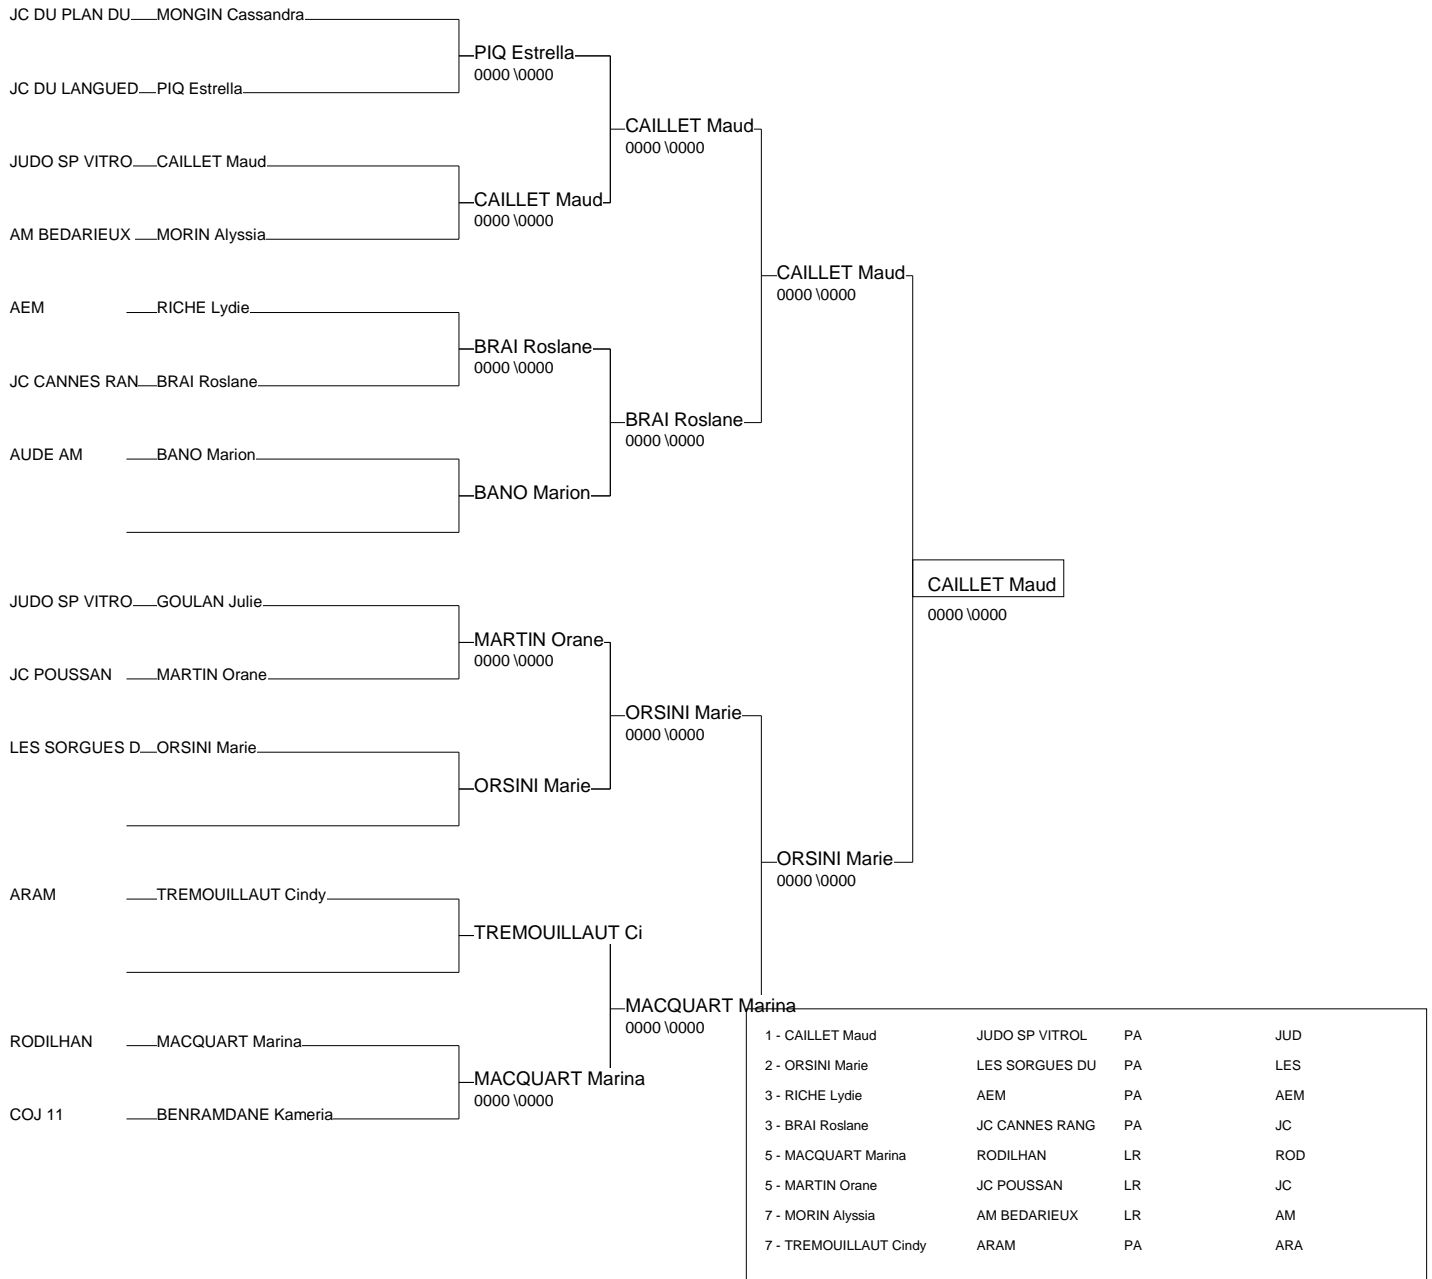 JC DU PLAN DU MONGIN Cassandra
PIQ Estrella
0000 \0000
JC DU LANGUED PIQ Estrella
CAILLET Maud
0000 \0000
JUDO SP VITRO CAILLET Maud
CAILLET Maud
0000 \0000
AM BEDARIEUX MORIN Alyssia
CAILLET Maud
0000 \0000
AEM RICHE Lydie
BRAI Roslane
0000 \0000
JC CANNES RAN BRAI Roslane
BRAI Roslane
0000 \0000
AUDE AM BANO Marion
BANO Marion
CAILLET Maud
0000 \0000
JUDO SP VITRO GOULAN Julie
MARTIN Orane
0000 \0000
JC POUSSAN MARTIN Orane
ORSINI Marie
0000 \0000
LES SORGUES D ORSINI Marie
ORSINI Marie
ORSINI Marie
0000 \0000
ARAM TREMOUILLAUT Cindy
TREMOUILLAUT Ci
MACQUART Marina
0000 \0000
RODILHAN MACQUART Marina
MACQUART Marina
0000 \0000
COJ 11 BENRAMDANE Kameria
1 - CAILLET Maud JUDO SP VITROL PA JUD
2 - ORSINI Marie LES SORGUES DU PA LES
3 - RICHE Lydie AEM PA AEM
3 - BRAI Roslane JC CANNES RANG PA JC
5 - MACQUART Marina RODILHAN LR ROD
5 - MARTIN Orane JC POUSSAN LR JC
7 - MORIN Alyssia AM BEDARIEUX LR AM
7 - TREMOUILLAUT Cindy ARAM PA ARA